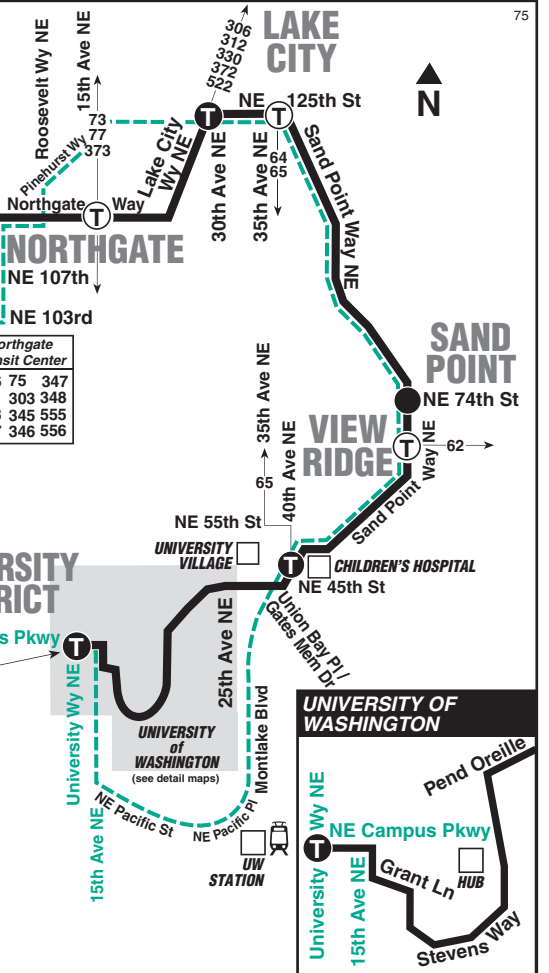 75
LAKE
CITY
306
312
330
372
522
N
Roosevelt Wy NE
15th Ave NE
73
77
373
Pinehurst Wy
Lake City
Wy NE
NE 125th St
30th Ave NE
35th Ave NE
64
65
Sand Point Way NE
Northgate Way
NORTHGATE
NE 107th
NE 103rd
75 347
303 348
345 555
346 556
SAND
POINT
NE 74th St
VIEW
RIDGE
62
Sand Point Way NE
35th Ave NE
40th Ave NE
65
NE 55th St
UNIVERSITY
VILLAGE
CHILDREN'S HOSPITAL
NE 45th St
Union Bay Pl /
Gates Mem Dr
25th Ave NE
Pkwy
University Wy NE
UNIVERSITY
of
WASHINGTON
(see detail maps)
Montlake Blvd
NE Pacific St
NE Pacific Pl
15th Ave NE
UW
STATION
UNIVERSITY OF
WASHINGTON
Pend Oreille
University Wy NE
NE Campus Pkwy
15th Ave NE
Grant Ln
HUB
Stevens Way
T
T
T
T
T
T
T